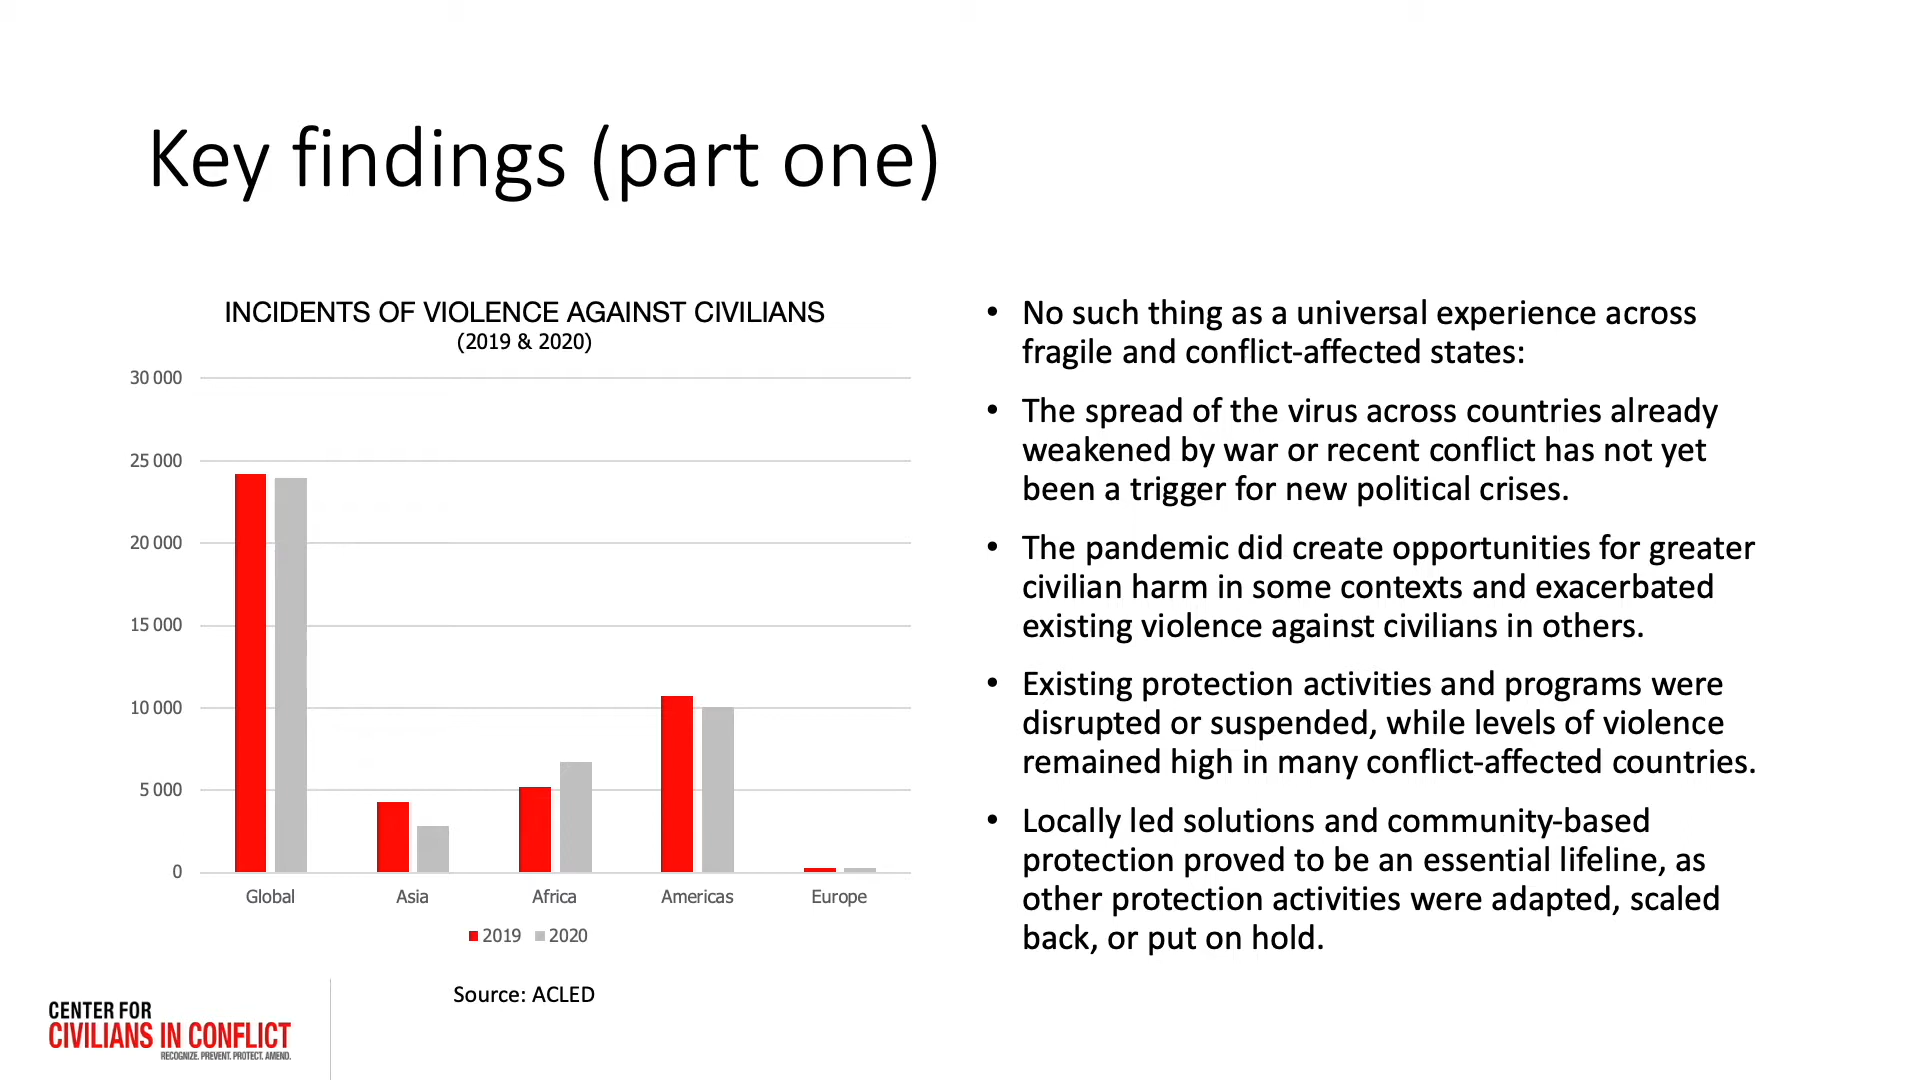 Key findings (part one)
INCIDENTS OF VIOLENCE AGAINST CIVILIANS
(2019 & 2020)
30 000
25 000
20 000
15 000
10 000
5 000
0
Global Asia Africa Americas Europe
2019 2020
Source: ACLED
• No such thing as a universal experience across
fragile and conflict-affected states:
• The spread of the virus across countries already
weakened by war or recent conflict has not yet
been a trigger for new political crises.
• The pandemic did create opportunities for greater
civilian harm in some contexts and exacerbated
existing violence against civilians in others.
• Existing protection activities and programs were
disrupted or suspended, while levels of violence
remained high in many conflict-affected countries.
• Locally led solutions and community-based
protection proved to be an essential lifeline, as
other protection activities were adapted, scaled
back, or put on hold.
CENTER FOR
CIVILIANS IN CONFLICT
RECOGNIZE. PREVENT. PROTECT. AMEND.